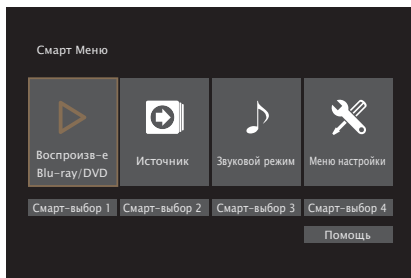 Смарт Меню
Воспроизв-е
Blu-ray/DVD
Источник
Звуковой режим
Меню настройки
Смарт-выбор 1
Смарт-выбор 2
Смарт-выбор 3
Смарт-выбор 4
Помощь